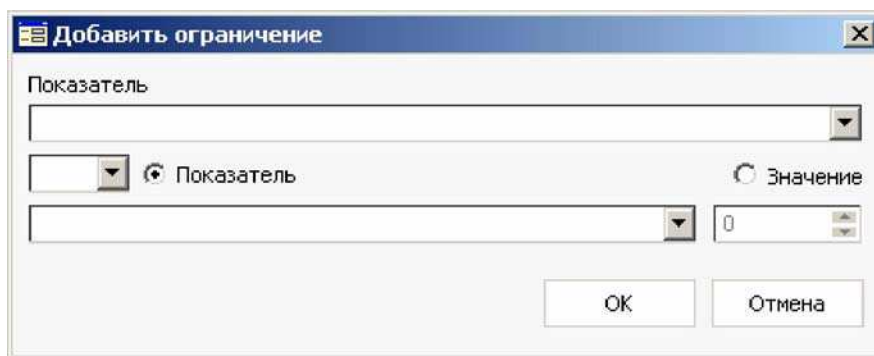 Добавить ограничение
Показатель
Показатель Значение
0
OK Отмена